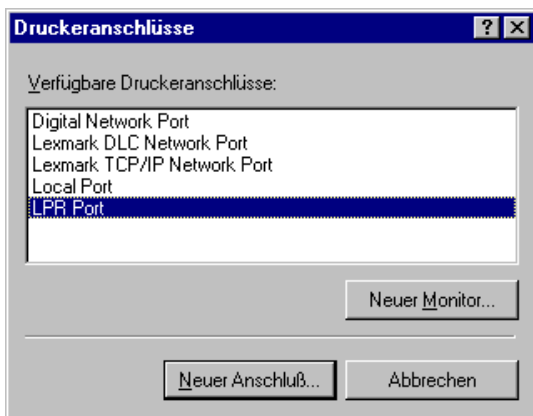 Druckeranschlüsse
Verfügbare Druckeranschlüsse:
Digital Network Port
Lexmark DLC Network Port
Lexmark TCP/IP Network Port
Local Port
LPR Port
Neuer Monitor...
Neuer Anschluß...
Abbrechen